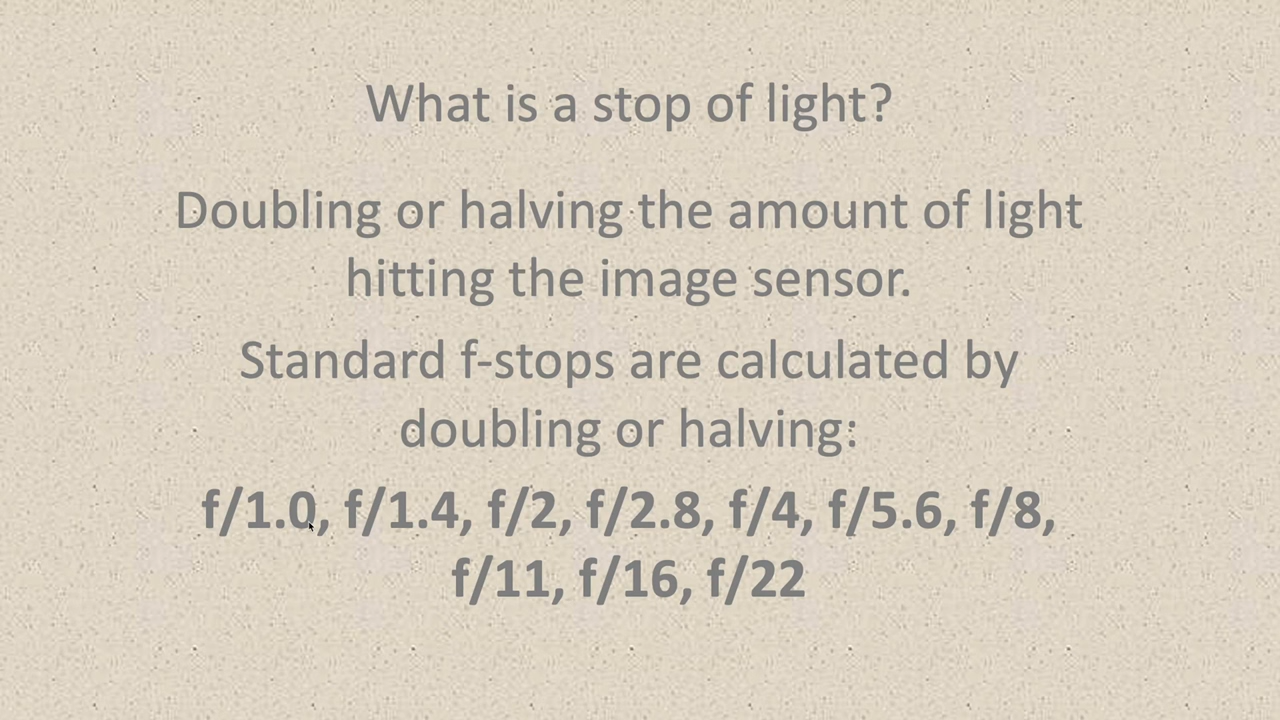 What is a stop of light?
Doubling or halving the amount of light
hitting the image sensor.
Standard f-stops are calculated by
doubling or halving:
f/1.0, f/1.4, f/2, f/2.8, f/4, f/5.6, f/8,
f/11, f/16, f/22